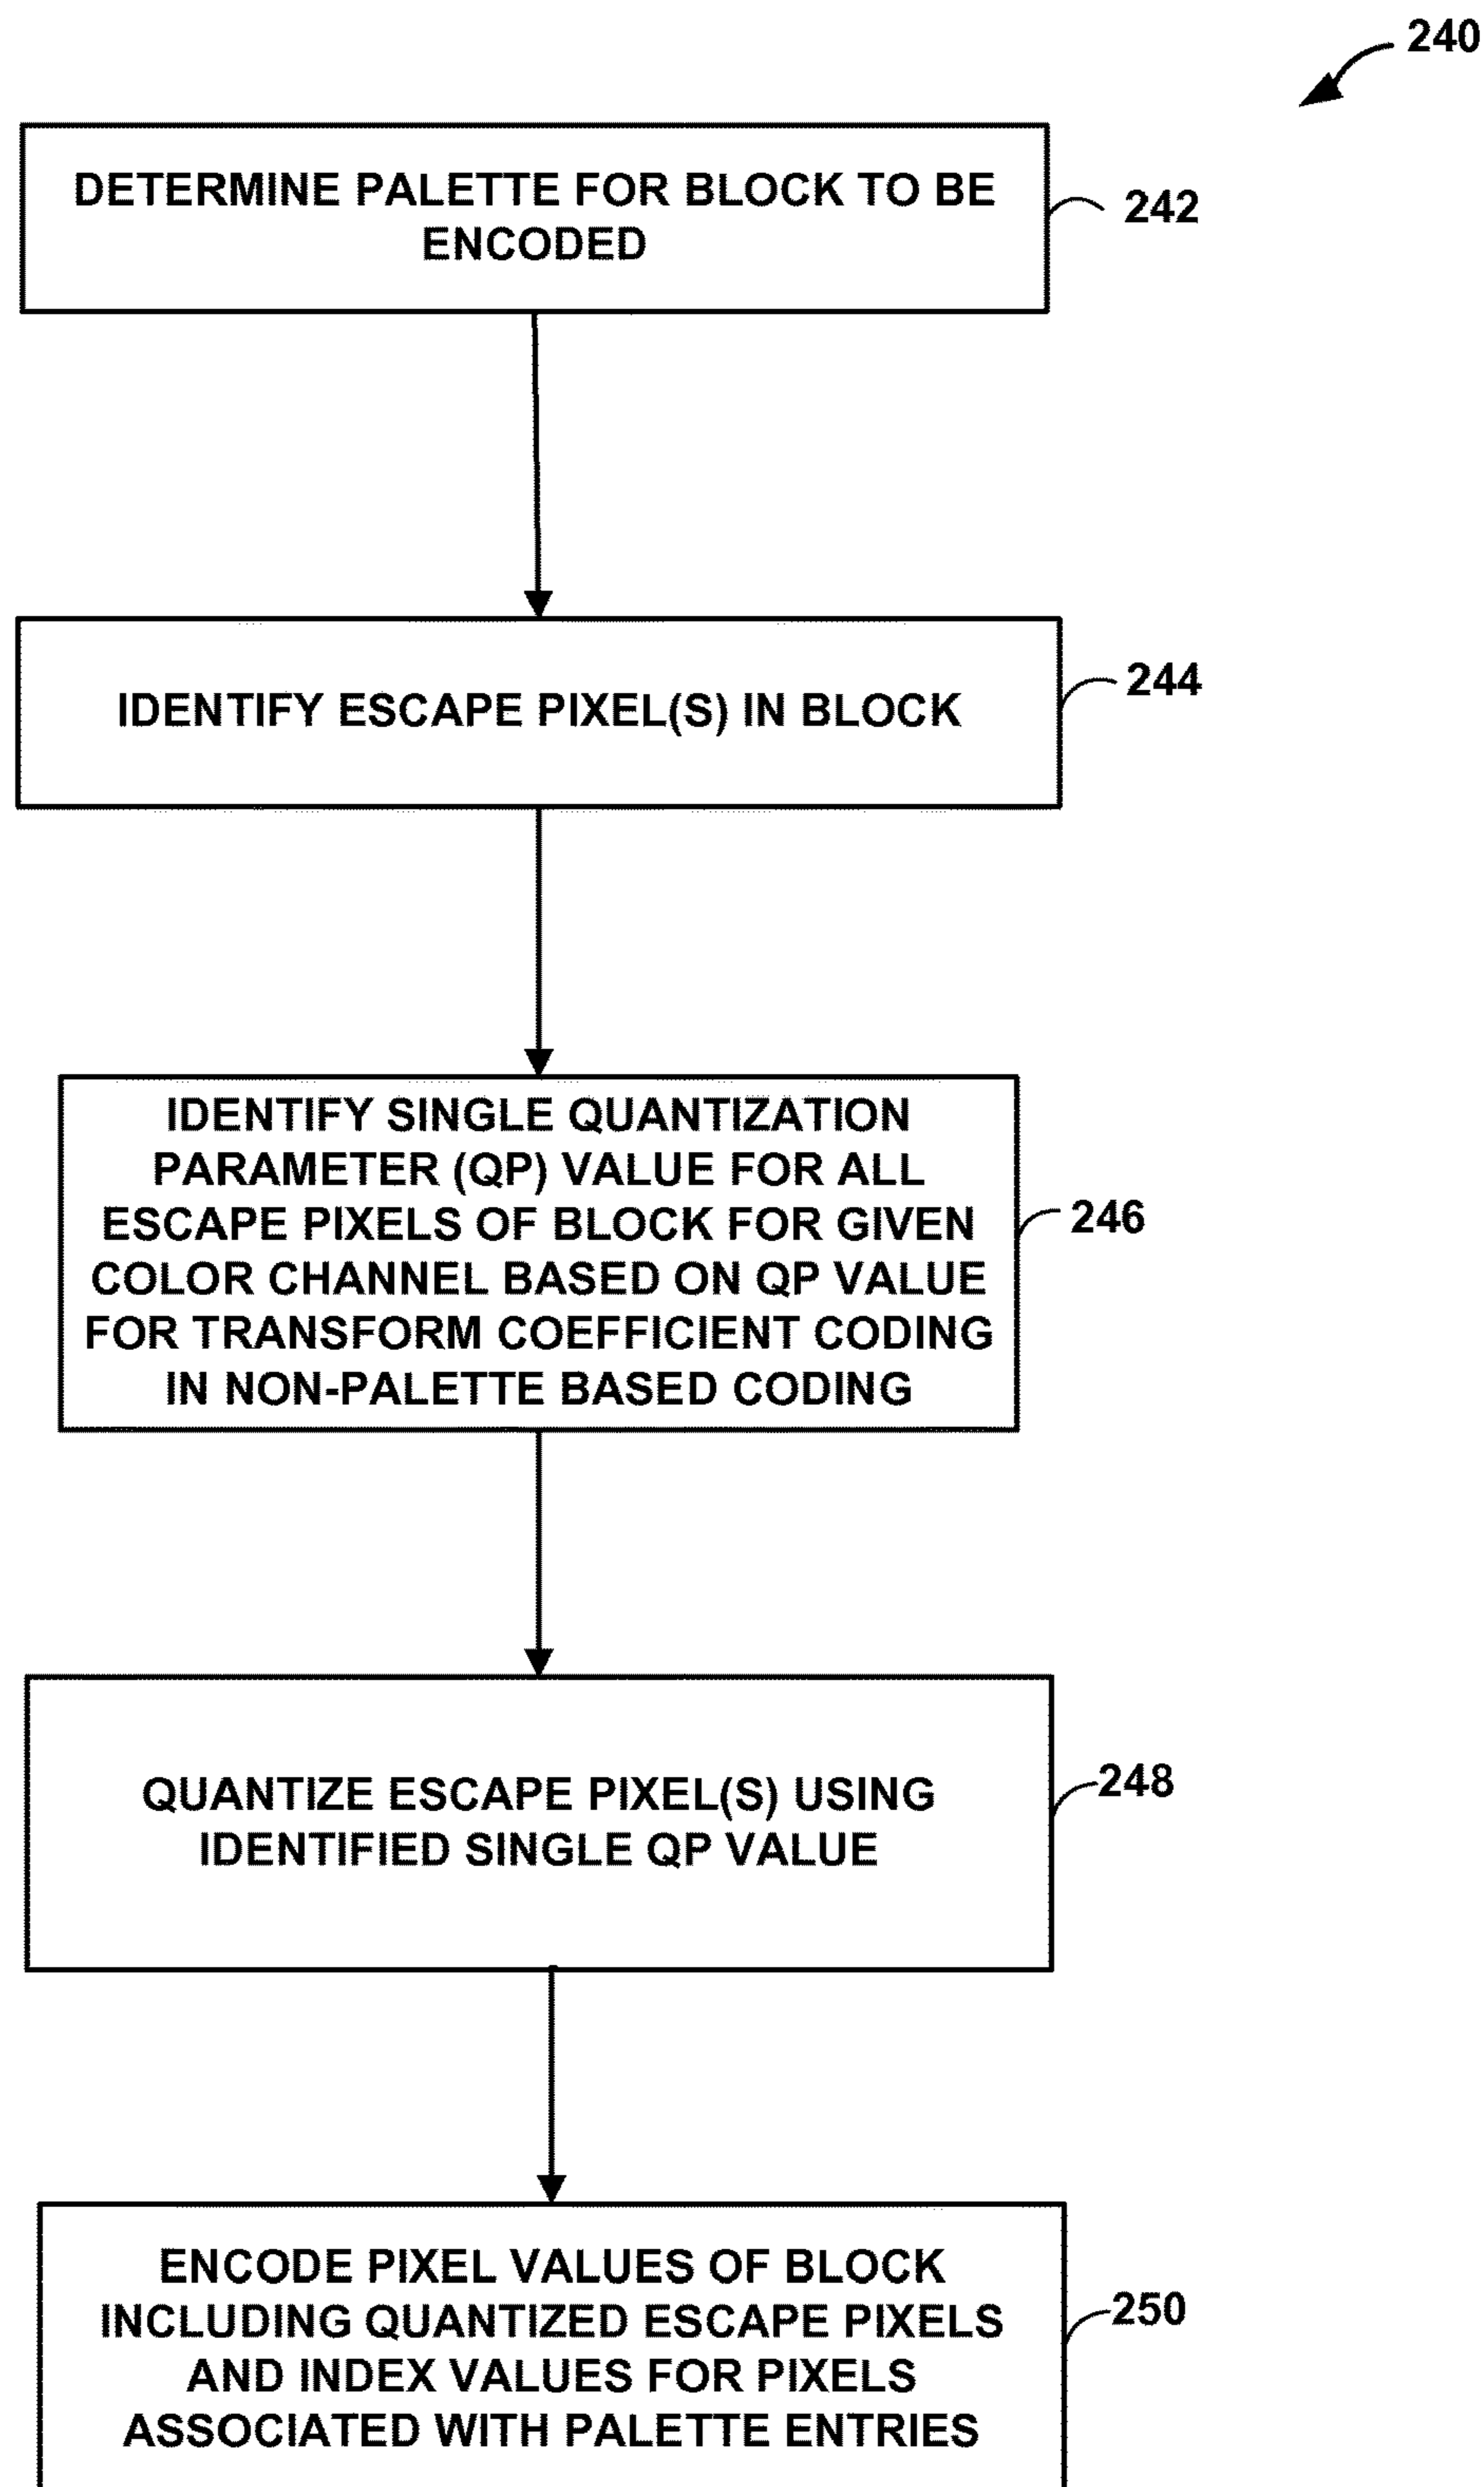 240
DETERMINE PALETTE FOR BLOCK TO BE
ENCODED
242
IDENTIFY ESCAPE PIXEL(S) IN BLOCK
244
IDENTIFY SINGLE QUANTIZATION
PARAMETER (QP) VALUE FOR ALL
ESCAPE PIXELS OF BLOCK FOR GIVEN
COLOR CHANNEL BASED ON QP VALUE
FOR TRANSFORM COEFFICIENT CODING
IN NON-PALETTE BASED CODING
246
QUANTIZE ESCAPE PIXEL(S) USING
IDENTIFIED SINGLE QP VALUE
248
ENCODE PIXEL VALUES OF BLOCK
INCLUDING QUANTIZED ESCAPE PIXELS
AND INDEX VALUES FOR PIXELS
ASSOCIATED WITH PALETTE ENTRIES
250